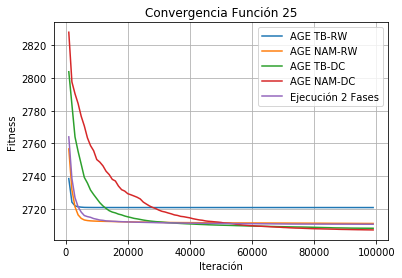 Convergencia Función 25
Fitness
2820
2800
2780
2760
2740
2720
AGE TB-RW
AGE NAM-RW
AGE TB-DC
AGE NAM-DC
Ejecución 2 Fases
0 20000 40000 60000 80000 100000
Iteración